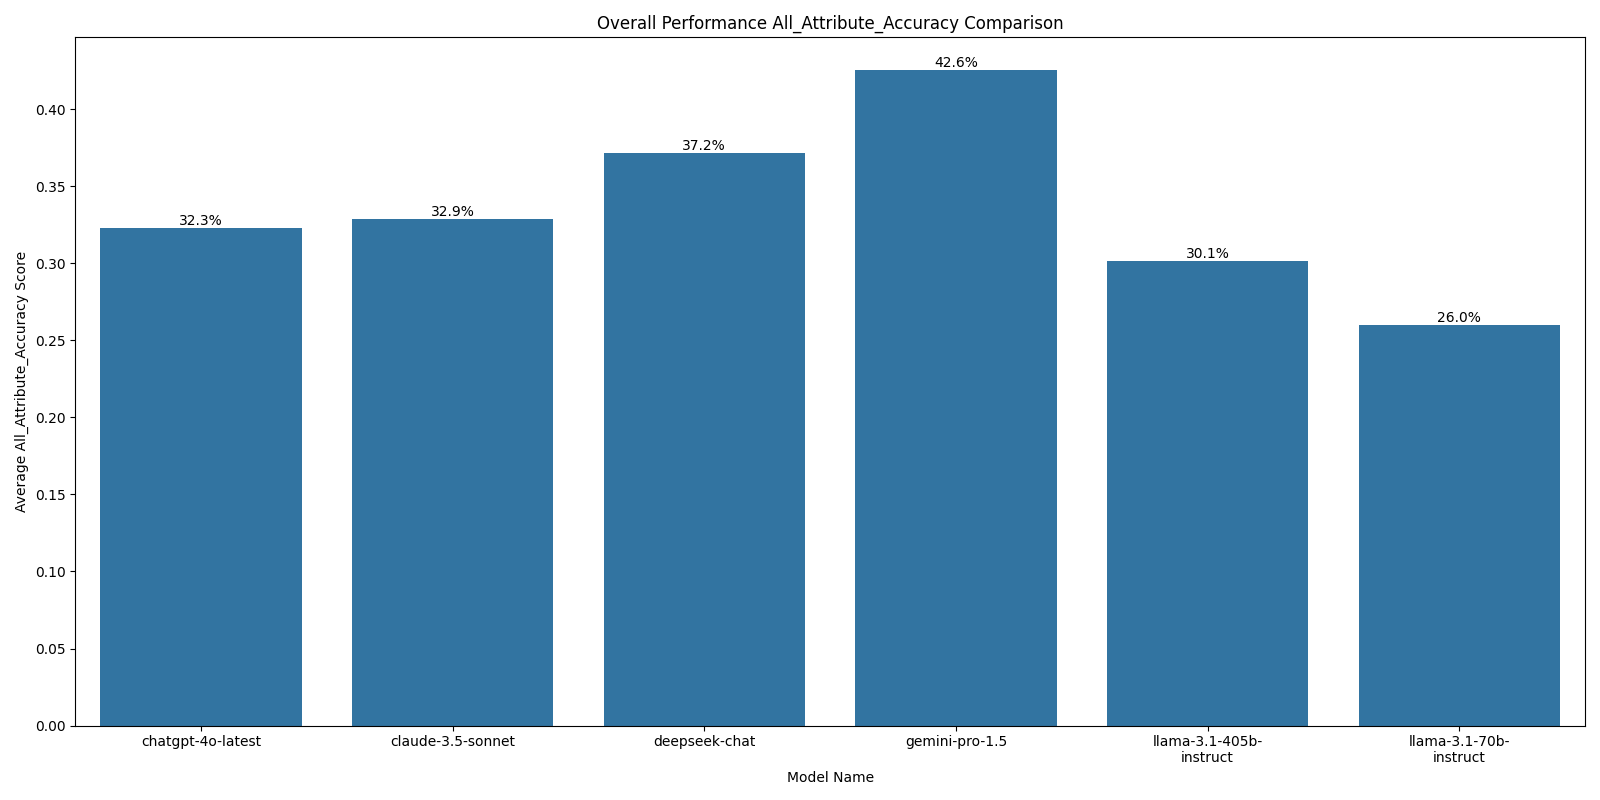 Overall Performance All_Attribute_Accuracy Comparison
42.6%
37.2%
32.9%
32.3%
30.1%
26.0%
0.40
0.35
0.30
0.25
0.20
0.15
0.10
0.05
0.00
Average All_Attribute_Accuracy Score
chatgpt-4o-latest
claude-3.5-sonnet
deepseek-chat
gemini-pro-1.5
llama-3.1-405b-
instruct
llama-3.1-70b-
instruct
Model Name